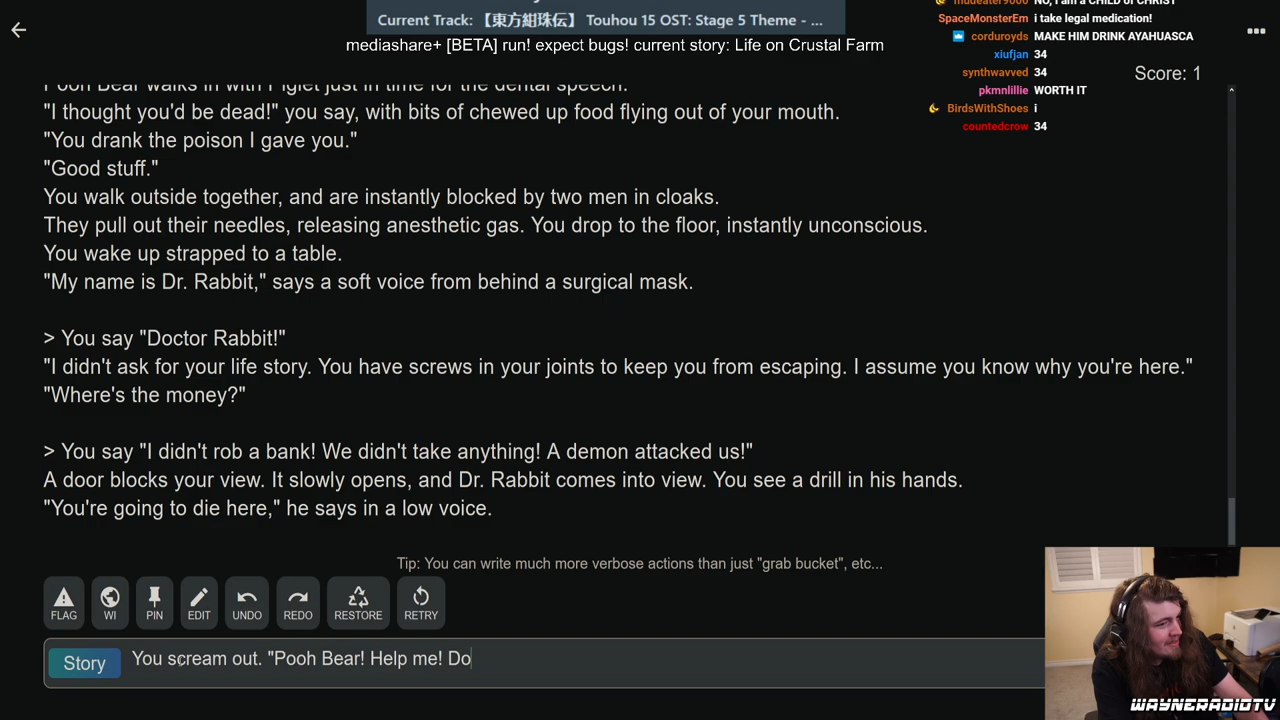 Current Track: 【東方紺珠伝】 Touhou 15 OST: Stage 5 Theme - ...
mediashare+ [BETA] run! expect bugs! current story: Life on Crustal Farm
mudeater9000 NO, I am a CHILD of CHRIST
SpaceMonsterEm i take legal medication!
corduroyds MAKE HIM DRINK AYAHUASCA
xiufjan 34
synthwavved 34
pkmnlillie WORTH IT
BirdsWithShoes i
countedcrow 34
Score: 1
Pooh Bear walks in with Piglet just in time for the dental speech.
"I thought you'd be dead!" you say, with bits of chewed up food flying out of your mouth.
"You drank the poison I gave you."
"Good stuff."
You walk outside together, and are instantly blocked by two men in cloaks.
They pull out their needles, releasing anesthetic gas. You drop to the floor, instantly unconscious.
You wake up strapped to a table.
"My name is Dr. Rabbit," says a soft voice from behind a surgical mask.
> You say "Doctor Rabbit!"
"I didn't ask for your life story. You have screws in your joints to keep you from escaping. I assume you know why you're here."
"Where's the money?"
> You say "I didn't rob a bank! We didn't take anything! A demon attacked us!"
A door blocks your view. It slowly opens, and Dr. Rabbit comes into view. You see a drill in his hands.
"You're going to die here," he says in a low voice.
Tip: You can write much more verbose actions than just "grab bucket", etc...
FLAG WI PIN EDIT UNDO REDO RESTORE RETRY
Story You scream out. "Pooh Bear! Help me! Do
WAYNERADIOTV